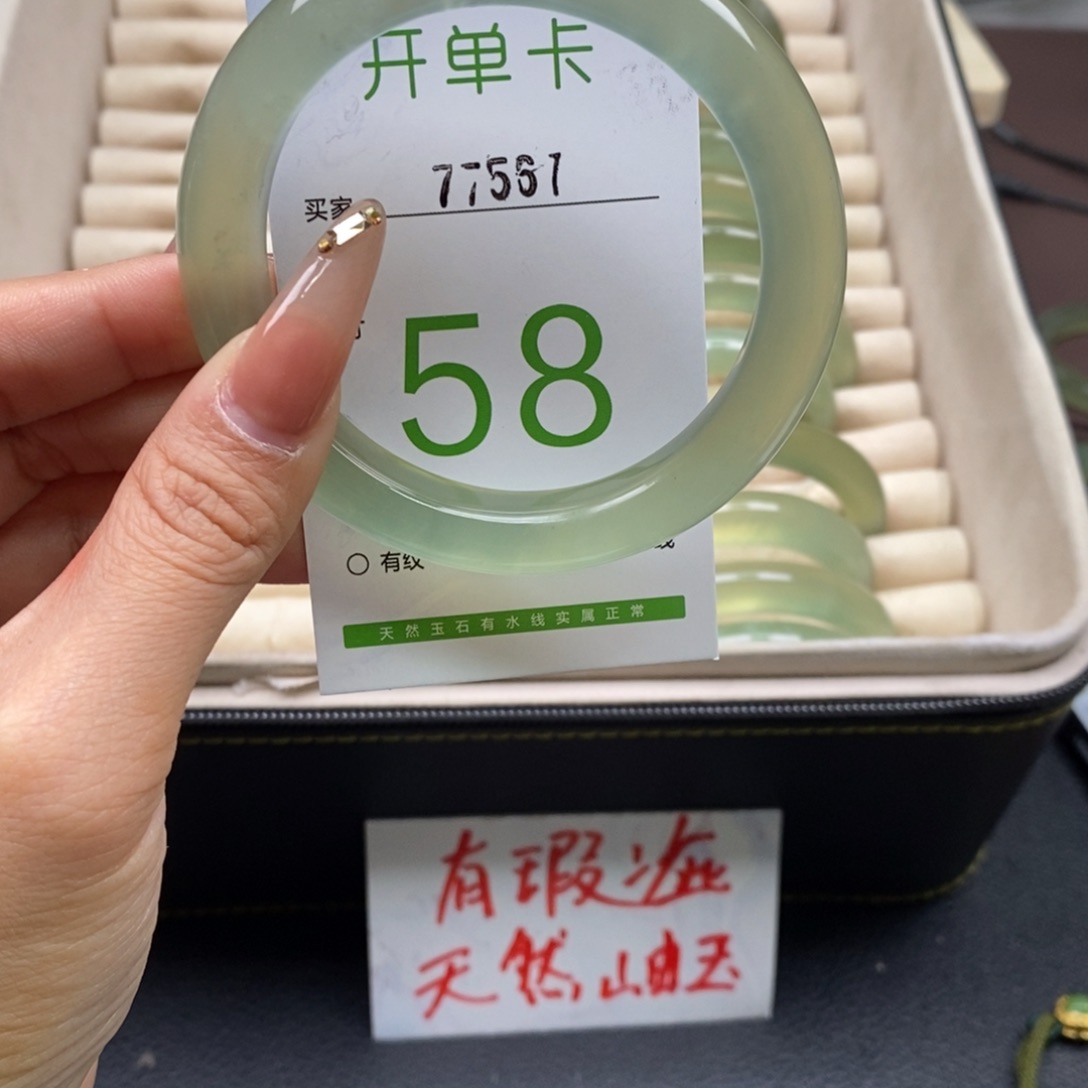 开单卡
买家 77561
58
有纹
天然玉石有水线实属正常
有瑕疵
天然岫玉